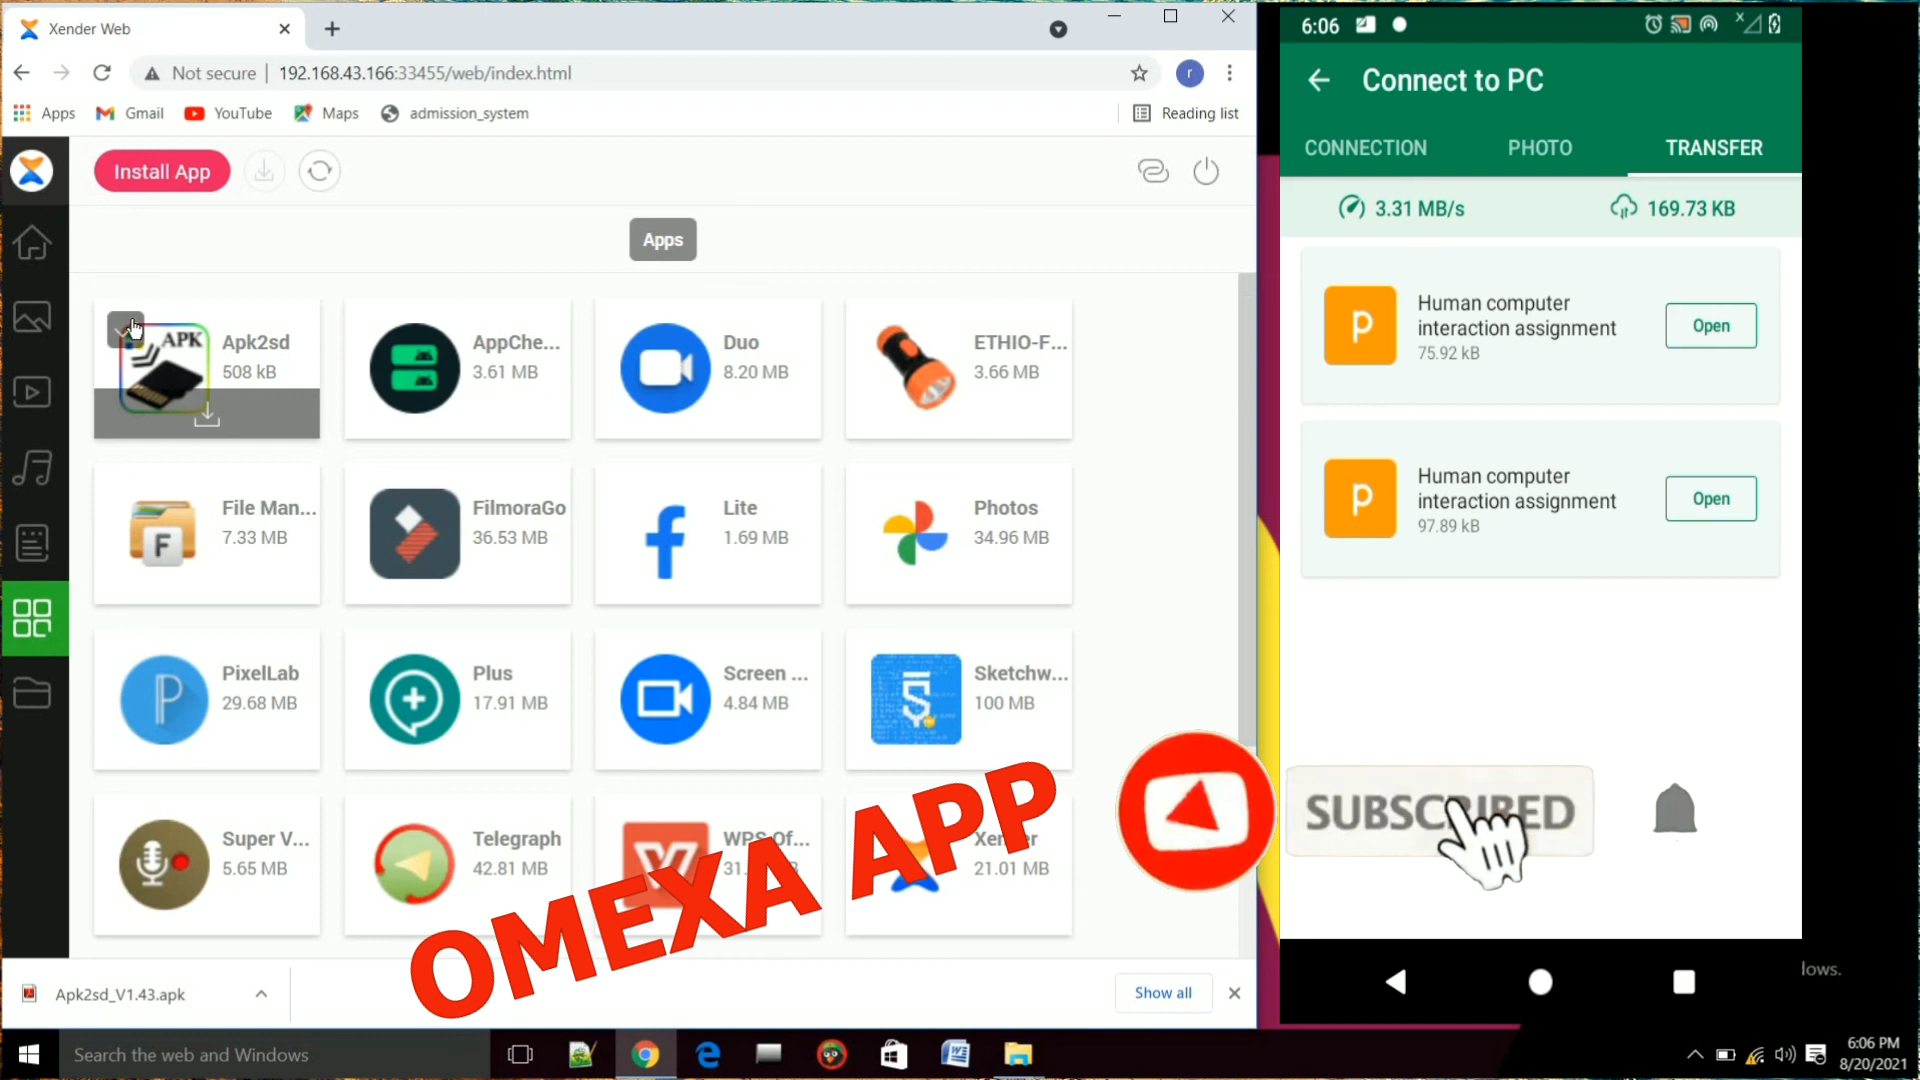 Xender Web
Not secure | 192.168.43.166:33455/web/index.html
r
Apps Gmail YouTube Maps admission_system Reading list
Install App
Apps
APK
Apk2sd
508 kB
AppChe...
3.61 MB
Duo
8.20 MB
ETHIO-F...
3.66 MB
F
File Man...
7.33 MB
FilmoraGo
36.53 MB
Lite
1.69 MB
Photos
34.96 MB
PixelLab
29.68 MB
Plus
17.91 MB
Screen ...
4.84 MB
Sketchw...
100 MB
Super V...
5.65 MB
Telegraph
42.81 MB
WPS Of...
31.
Xender
21.01 MB
OMEXA APP
Apk2sd_V1.43.apk
Show all
Search the web and Windows
6:06
Connect to PC
CONNECTION PHOTO TRANSFER
3.31 MB/s 169.73 KB
Human computer
interaction assignment
75.92 kB
Open
Human computer
interaction assignment
97.89 kB
Open
SUBSCRIBED
lows.
6:06 PM
8/20/2021